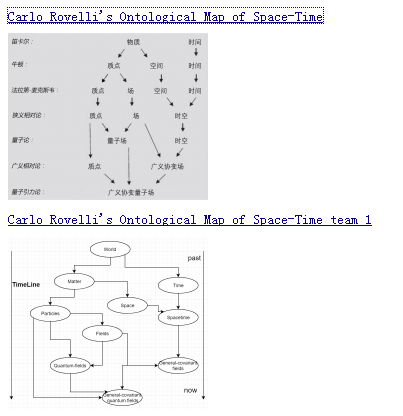 Carlo Rovelli's Ontological Map of Space-Time
笛卡尔: 物质 时间
牛顿: 质点 空间 时间
法拉第-麦克斯韦: 质点 场 空间 时间
狭义相对论: 质点 场 时空
量子论: 量子场 时空
广义相对论: 质点 广义协变场
量子引力论: 广义协变量子场
Carlo Rovelli's Ontological Map of Space-Time team 1
World
past
Matter
TimeLine
Time
Space
Particles
Spacetime
Fields
Quantum-fields
General-covariant
fields
now
General-covariant
quantum fields